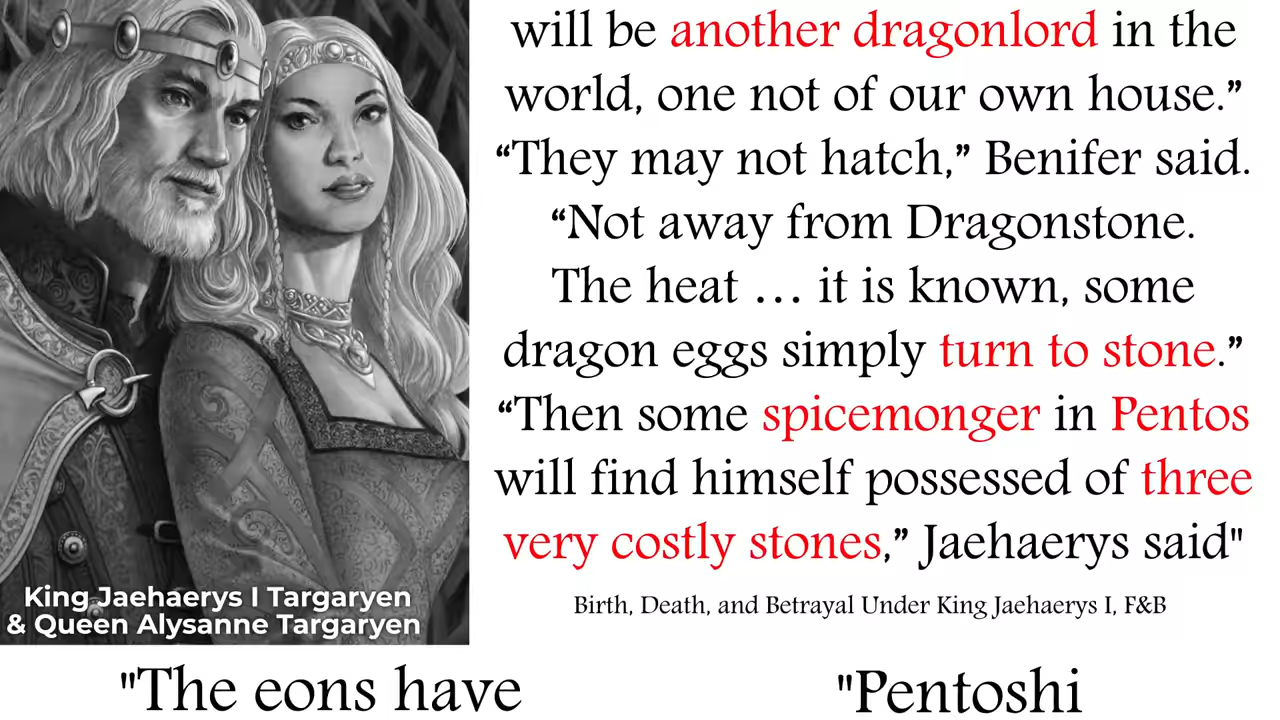 will be another dragonlord in the
world, one not of our own house.”
“They may not hatch,” Benifer said.
“Not away from Dragonstone.
The heat … it is known, some
dragon eggs simply turn to stone.”
“Then some spicemonger in Pentos
will find himself possessed of three
very costly stones,” Jaehaerys said"
Birth, Death, and Betrayal Under King Jaehaerys I, F&B
King Jaehaerys I Targaryen
& Queen Alysanne Targaryen
"The eons have
"Pentoshi